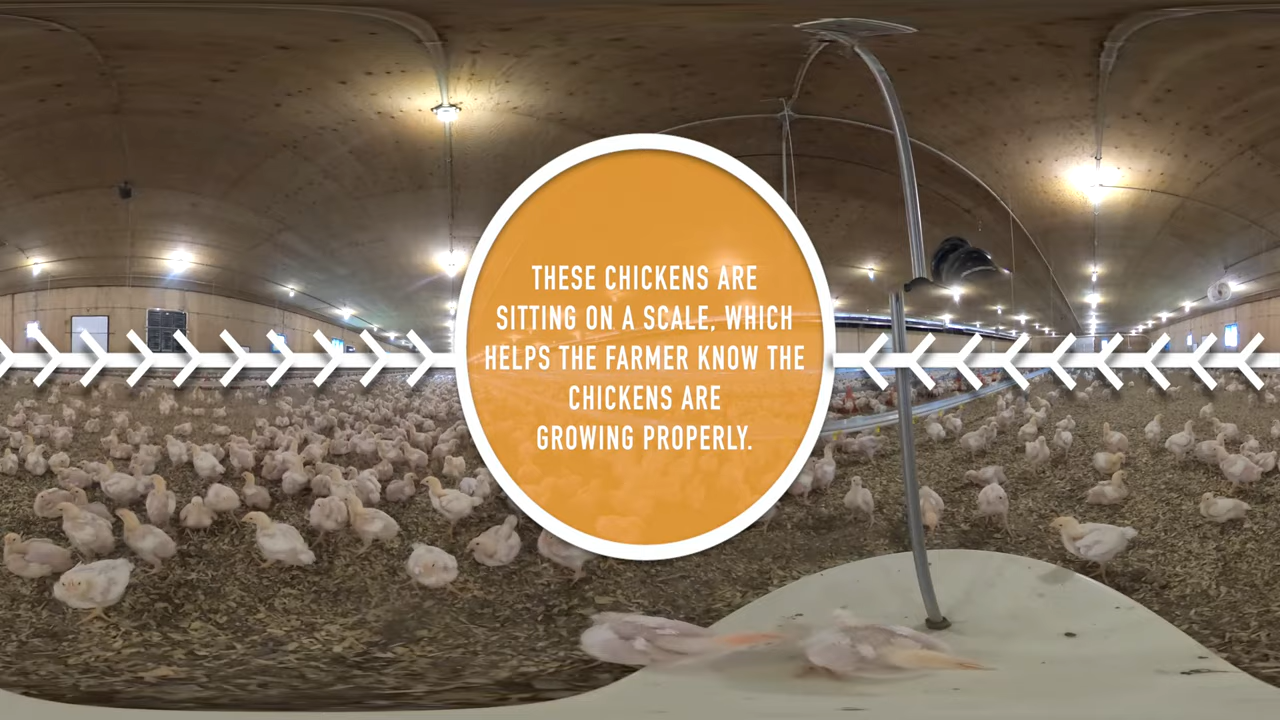 THESE CHICKENS ARE
SITTING ON A SCALE, WHICH
HELPS THE FARMER KNOW THE
CHICKENS ARE
GROWING PROPERLY.